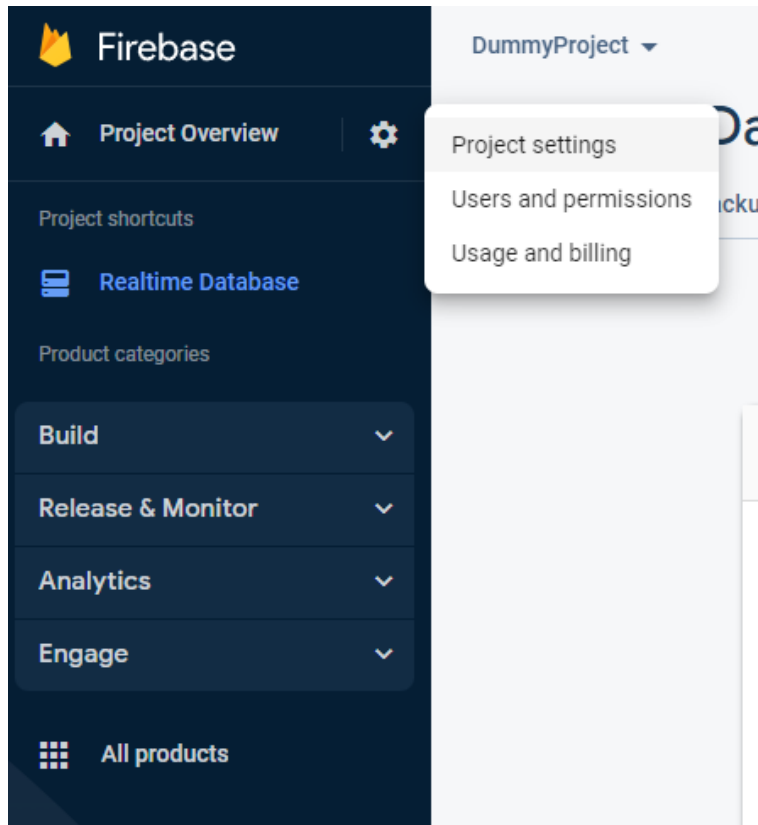 Firebase
DummyProject
Project Overview
Project settings
Users and permissions
Usage and billing
Project shortcuts
Realtime Database
Product categories
Build
Release & Monitor
Analytics
Engage
All products